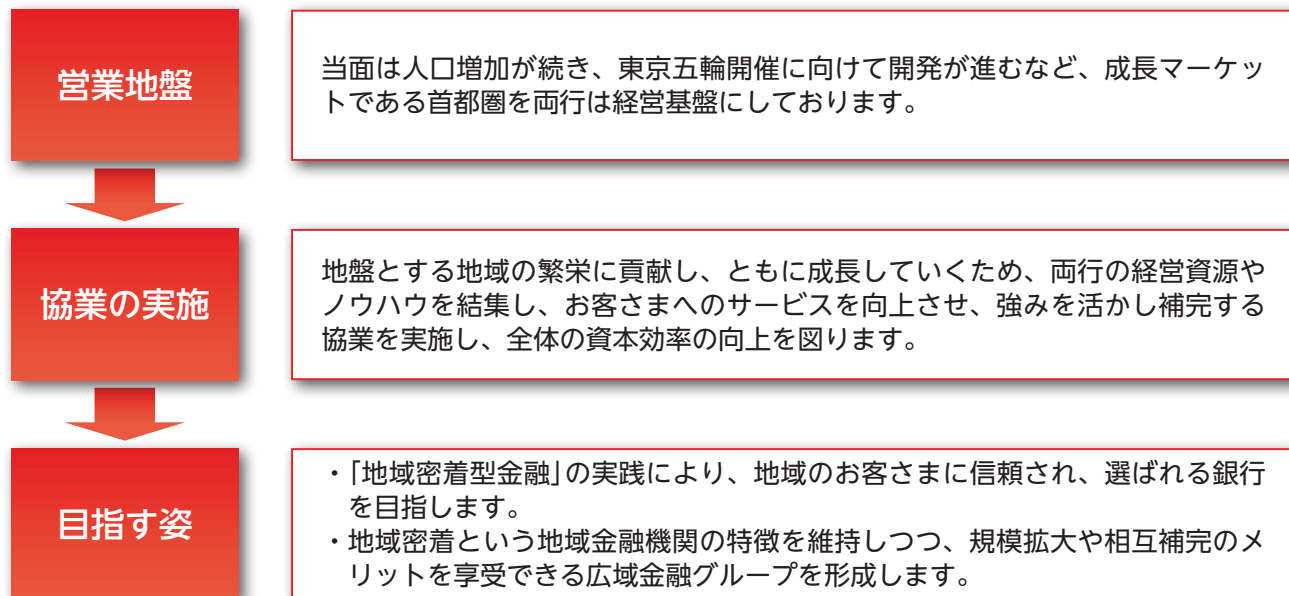 営業地盤
当面は人口増加が続き、東京五輪開催に向けて開発が進むなど、成長マーケッ
トである首都圏を両行は経営基盤にしております。
協業の実施
地盤とする地域の繁栄に貢献し、ともに成長していくため、両行の経営資源や
ノウハウを結集し、お客さまへのサービスを向上させ、強みを活かし補完する
協業を実施し、全体の資本効率の向上を図ります。
目指す姿
・「地域密着型金融」の実践により、地域のお客さまに信頼され、選ばれる銀行
を目指します。
・地域密着という地域金融機関の特徴を維持しつつ、規模拡大や相互補完のメ
リットを享受できる広域金融グループを形成します。